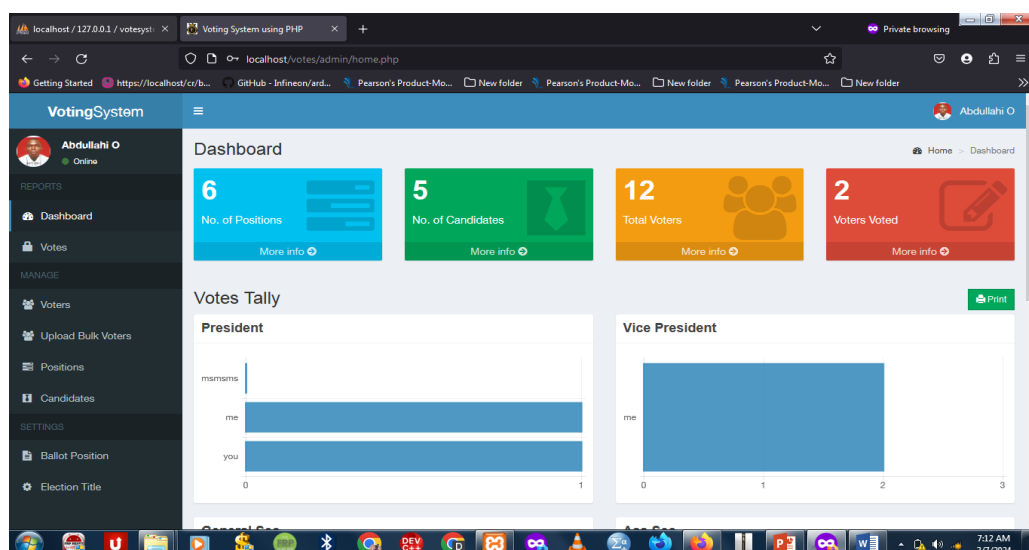 localhost / 127.0.0.1 / votesyst
Voting System using PHP
Private browsing
localhost/votes/admin/home.php
Getting Started
https://localhost/cr/b...
GitHub - Infineon/ard...
Pearson's Product-Mo...
New folder
Pearson's Product-Mo...
New folder
Pearson's Product-Mo...
New folder
VotingSystem
Abdullahi O
Abdullahi O
Online
Dashboard
Home > Dashboard
REPORTS
Dashboard
Votes
MANAGE
Voters
Upload Bulk Voters
Positions
Candidates
SETTINGS
Ballot Position
Election Title
6
No. of Positions
More info
5
No. of Candidates
More info
12
Total Voters
More info
2
Voters Voted
More info
Votes Tally
Print
President
msmsms
me
you
0 1
Vice President
me
0 1 2 3
7:12 AM